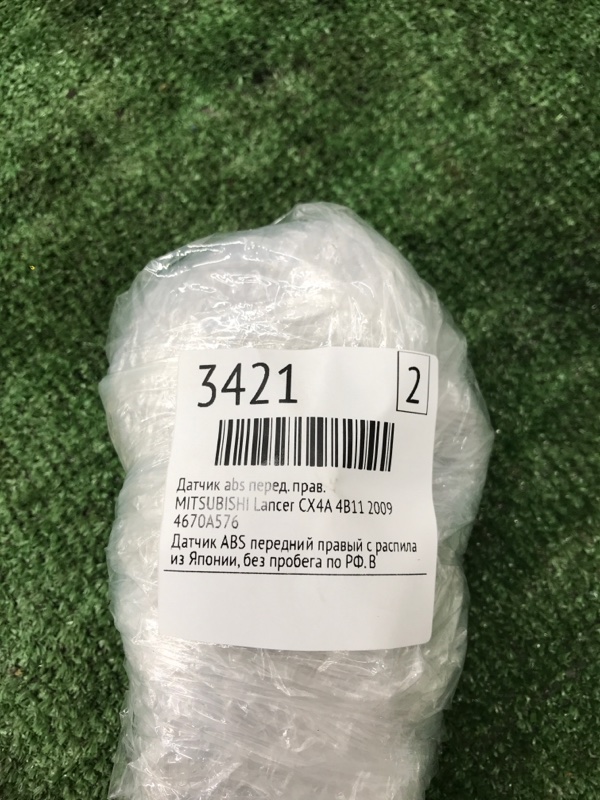 3421 2
Датчик abs перед. прав.
MITSUBISHI Lancer CX4A 4B11 2009
4670A576
Датчик ABS передний правый с распила
из Японии, без пробега по РФ. В